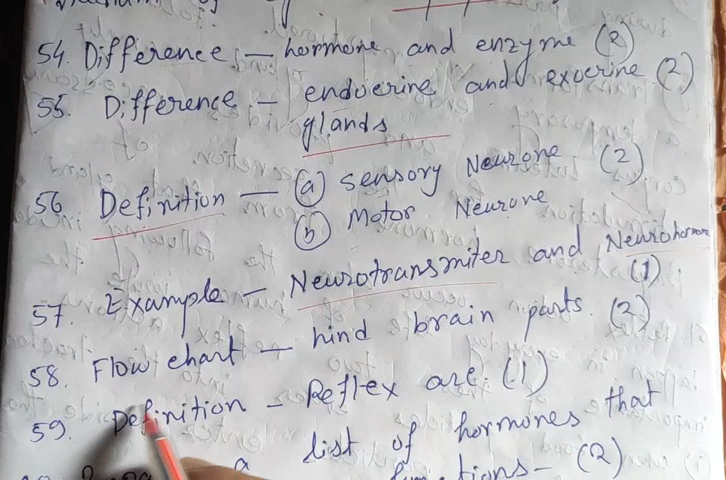 54. Difference - hormone and enzyme (2)
55. Difference - endocrine and exocrine (2)
glands
56 Definition - (a) Sensory Neurone (2)
(b) Motor Neurone
57. Example - Neurotransmiter and Neurohormone
(1)
58. Flow chart - hind brain parts. (2)
59. Definition - Reflex arc. (1)
a list of hormones that
(2)